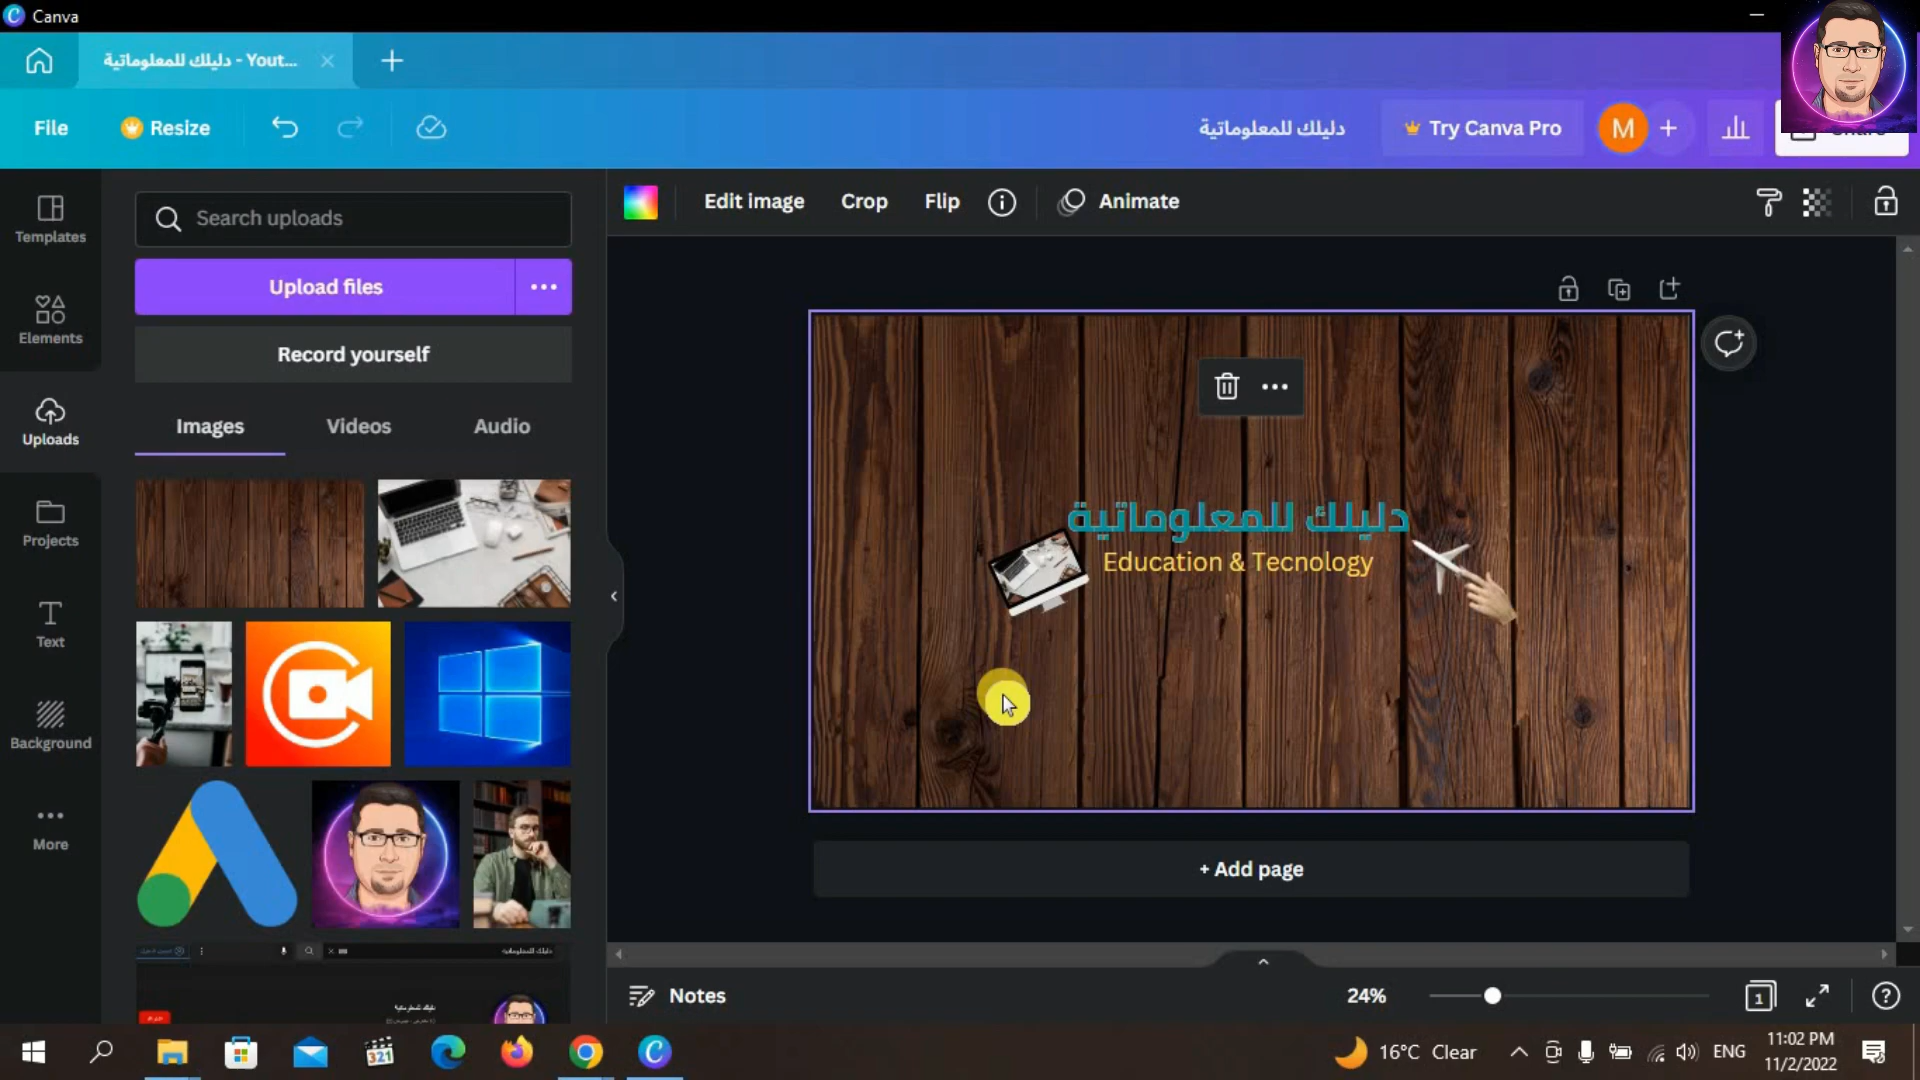 Canva
دليلك للمعلوماتية - Yout...
File
Resize
دليلك للمعلوماتية
Try Canva Pro
M
Templates
Elements
Uploads
Projects
Text
Background
More
Search uploads
Upload files
Record yourself
Images
Videos
Audio
Edit image
Crop
Flip
Animate
دليلك للمعلوماتية
Education & Tecnology
+ Add page
Notes
24%
1
321
16°C Clear
ENG
11:02 PM
11/2/2022